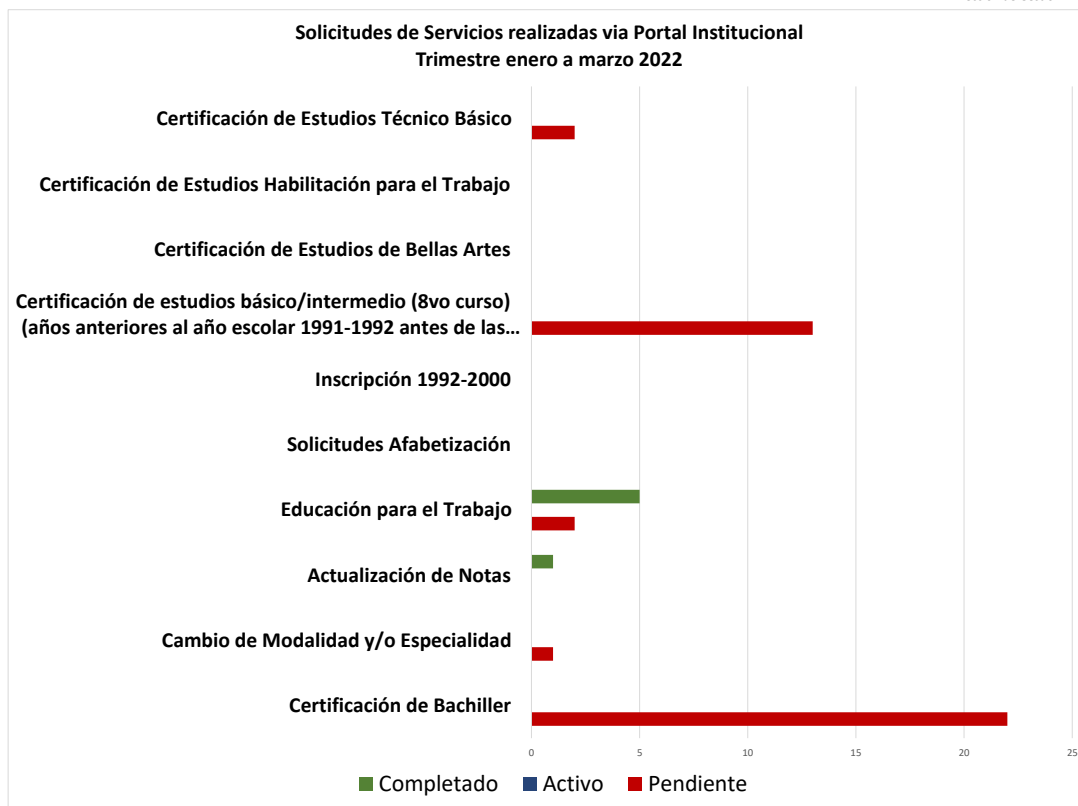 Solicitudes de Servicios realizadas via Portal Institucional
Trimestre enero a marzo 2022
Certificación de Estudios Técnico Básico
Certificación de Estudios Habilitación para el Trabajo
Certificación de Estudios de Bellas Artes
Certificación de estudios básico/intermedio (8vo curso)
(años anteriores al año escolar 1991-1992 antes de las...
Inscripción 1992-2000
Solicitudes Afabetización
Educación para el Trabajo
Actualización de Notas
Cambio de Modalidad y/o Especialidad
Certificación de Bachiller
0 5 10 15 20 25
Completado Activo Pendiente